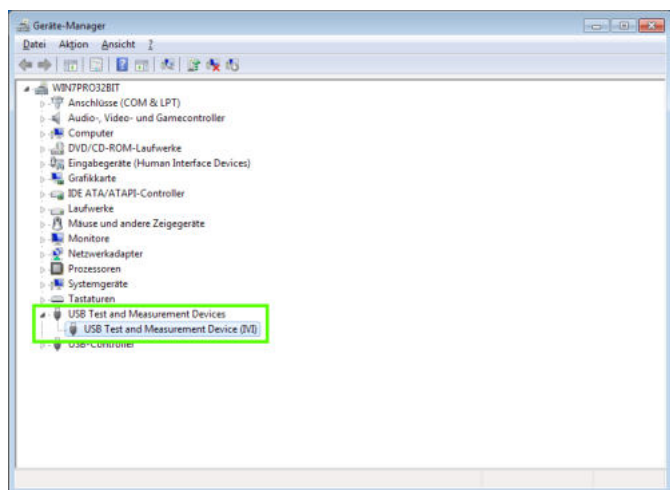 Geräte-Manager
Datei Aktion Ansicht ?
WIN7PRO32BIT
Anschlüsse (COM & LPT)
Audio-, Video- und Gamecontroller
Computer
DVD/CD-ROM-Laufwerke
Eingabegeräte (Human Interface Devices)
Grafikkarte
IDE ATA/ATAPI-Controller
Laufwerke
Mäuse und andere Zeigegeräte
Monitore
Netzwerkadapter
Prozessoren
Systemgeräte
Tastaturen
USB Test and Measurement Devices
USB Test and Measurement Device (IVI)
USB-Controller